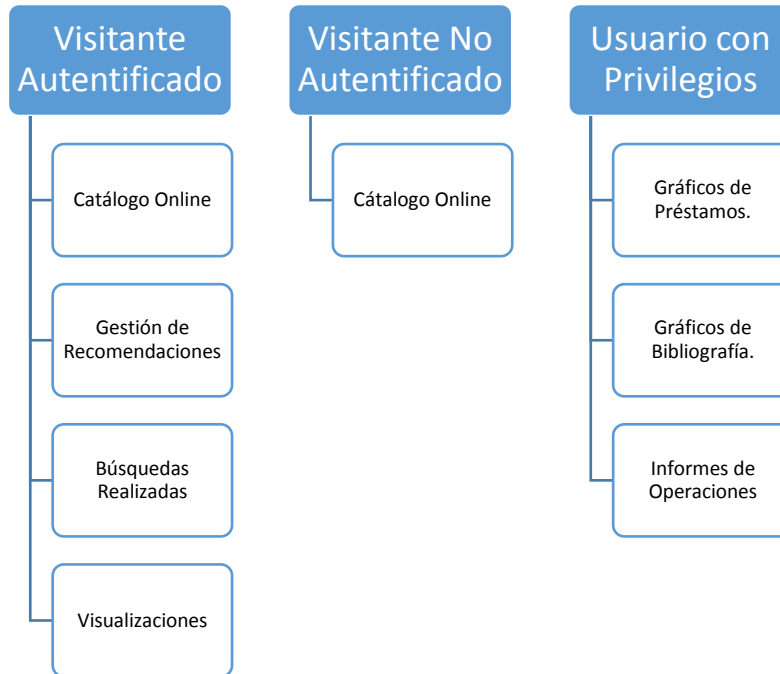 Visitante
Autentificado
Catálogo Online
Gestión de
Recomendaciones
Búsquedas
Realizadas
Visualizaciones
Visitante No
Autentificado
Cátalogo Online
Usuario con
Privilegios
Gráficos de
Préstamos.
Gráficos de
Bibliografía.
Informes de
Operaciones